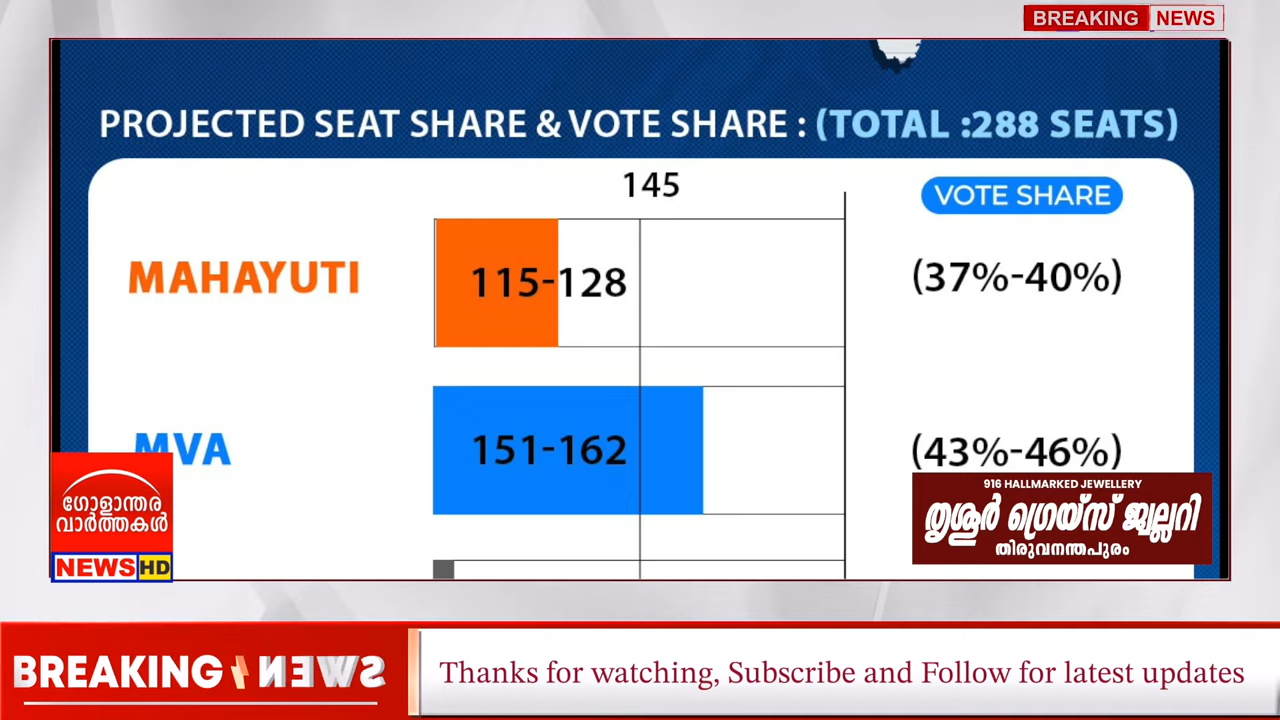 BREAKING NEWS
PROJECTED SEAT SHARE & VOTE SHARE : (TOTAL :288 SEATS)
145
VOTE SHARE
MAHAYUTI
115-128
(37%-40%)
MVA
151-162
(43%-46%)
ഗോളാന്തര
വാർത്തകൾ
NEWS HD
916 HALLMARKED JEWELLERY
തൃശൂർ ഗ്രെയ്സ് ജ്വല്ലറി
തിരുവനന്തപുരം
BREAKING NEWS
Thanks for watching, Subscribe and Follow for latest updates